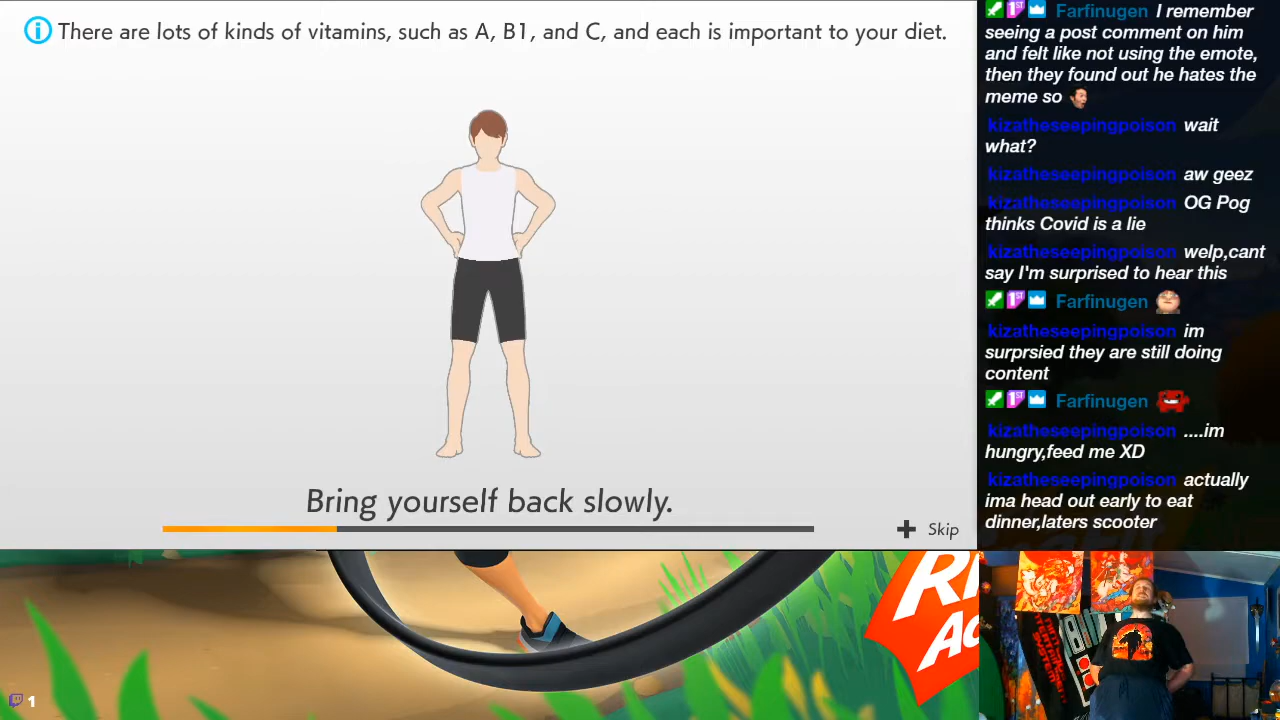 There are lots of kinds of vitamins, such as A, B1, and C, and each is important to your diet.
Bring yourself back slowly.
Skip
1
Farfinugen I remember
seeing a post comment on him
and felt like not using the emote,
then they found out he hates the
meme so
kizatheseepingpoison wait
what?
kizatheseepingpoison aw geez
kizatheseepingpoison OG Pog
thinks Covid is a lie
kizatheseepingpoison welp,cant
say I'm surprised to hear this
Farfinugen
kizatheseepingpoison im
surprsied they are still doing
content
Farfinugen
kizatheseepingpoison ....im
hungry,feed me XD
kizatheseepingpoison actually
ima head out early to eat
dinner,laters scooter